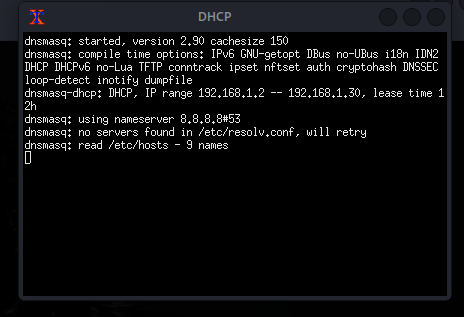 DHCP
dnsmasq: started, version 2.90 cachesize 150
dnsmasq: compile time options: IPv6 GNU-getopt DBus no-UBus i18n IDN2
DHCP DHCPv6 no-Lua TFTP conntrack ipset nftset auth cryptohash DNSSEC
loop-detect inotify dumpfile
dnsmasq-dhcp: DHCP, IP range 192.168.1.2 -- 192.168.1.30, lease time 1
2h
dnsmasq: using nameserver 8.8.8.8#53
dnsmasq: no servers found in /etc/resolv.conf, will retry
dnsmasq: read /etc/hosts - 9 names